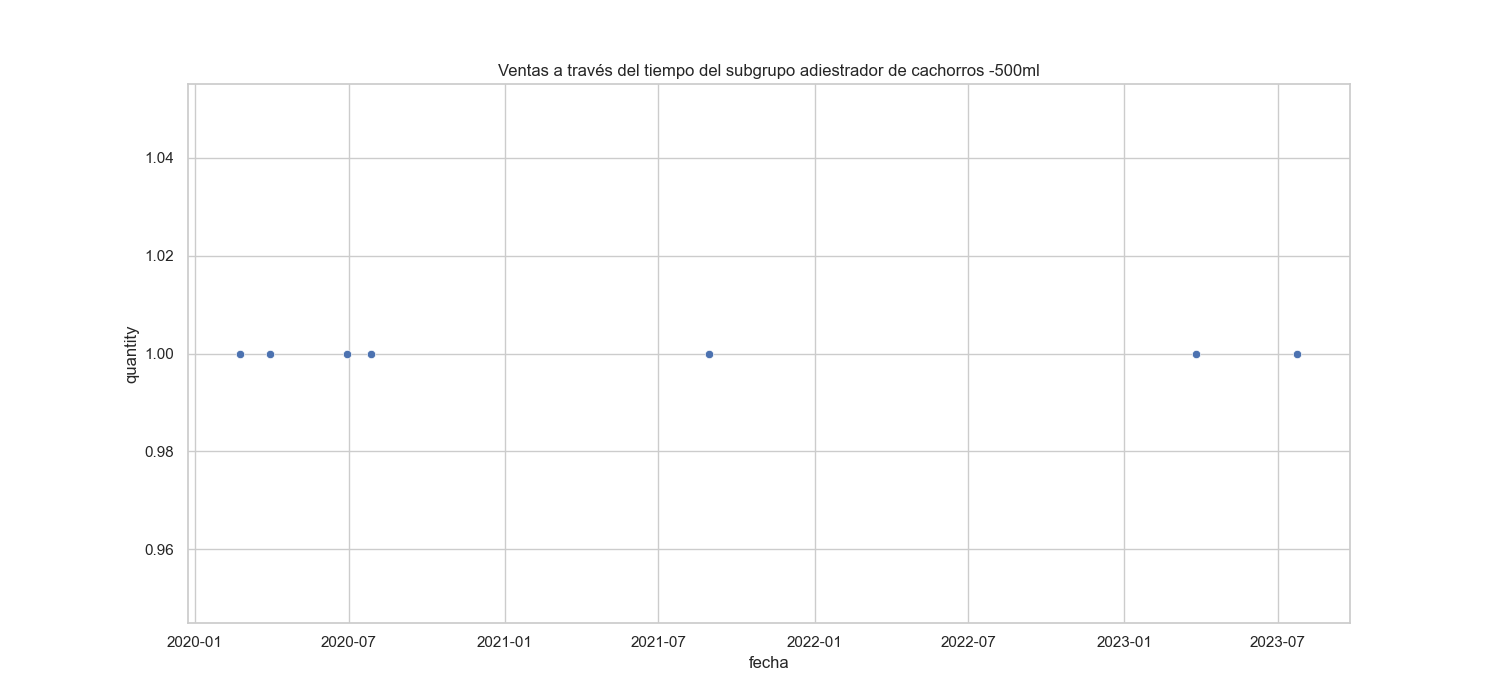 Ventas a través del tiempo del subgrupo adiestrador de cachorros -500ml
1.04
1.02
1.00
0.98
0.96
quantity
2020-01 2020-07 2021-01 2021-07 2022-01 2022-07 2023-01 2023-07
fecha